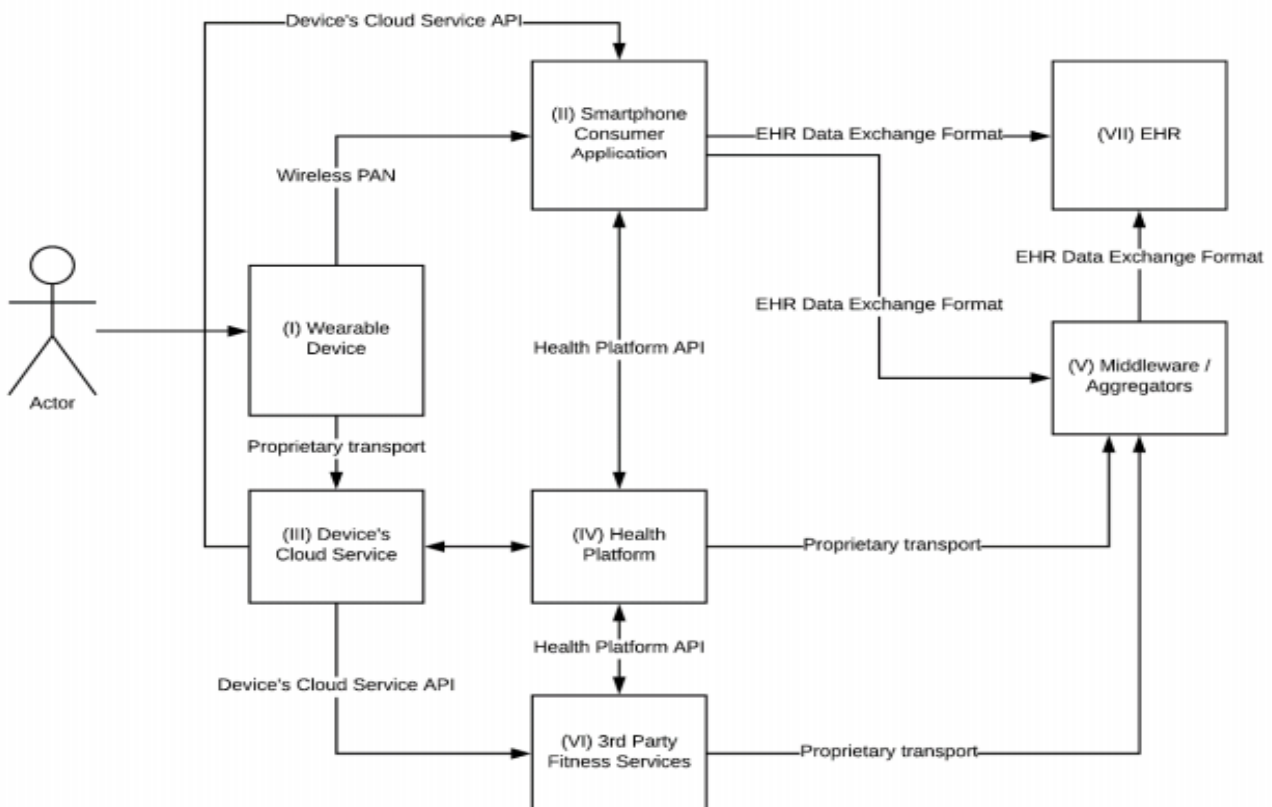 Device's Cloud Service API
(II) Smartphone
Consumer
Application
EHR Data Exchange Format
(VII) EHR
Wireless PAN
EHR Data Exchange Format
(I) Wearable
Device
EHR Data Exchange Format
Health Platform API
(V) Middleware /
Aggregators
Actor
Proprietary transport
(III) Device's
Cloud Service
(IV) Health
Platform
Proprietary transport
Health Platform API
Device's Cloud Service API
(VI) 3rd Party
Fitness Services
Proprietary transport